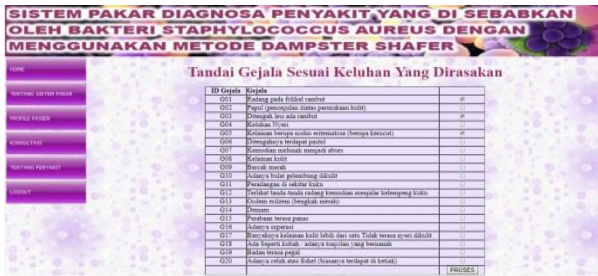 SISTEM PAKAR DIAGNOSA PENYAKIT YANG DI SEBABKAN
OLEH BAKTERI STAPHYLOCOCCUS AUREUS DENGAN
MENGGUNAKAN METODE DAMPSTER SHAFER
HOME
TENTANG SISTEM PAKAR
PROFILE PASIEN
KONSULTASI
TENTANG PENYAKIT
LOGOUT
Tandai Gejala Sesuai Keluhan Yang Dirasakan
ID Gejala Gejala
G01 Radang pada folikal rambut
G02 Papul (penonjolan diatas permukaan kulit)
G03 Ditengah lesi ada rambut
G04 Keluhan Nyeri
G05 Kelainan berupa nodus eritematosa (berupa kerucut)
G06 Ditengahnya terdapat pustul
G07 Kemudian melunak menjadi abses
G08 Kelainan kulit
G09 Bercak merah
G10 Adanya bulat gelembung dikulit
G11 Peradangan di sekitar kuku
G12 Terlihat tanda-tanda radang kemudian menjalar kelempeng kuku
G13 Oedem eritem (bengkak merah)
G14 Demam
G15 Perabaan terasa panas
G16 Adanya supurasi
G17 Banyaknya kelainan kulit lebih dari satu Tidak terasa nyeri dikulit
G18 Ada Seperti kubah / adanya tonjolan yang bernanah
G19 Badan terasa pegal
G20 Adanya celah atau fishet (biasanya terdapat di ketiak)
PROSES